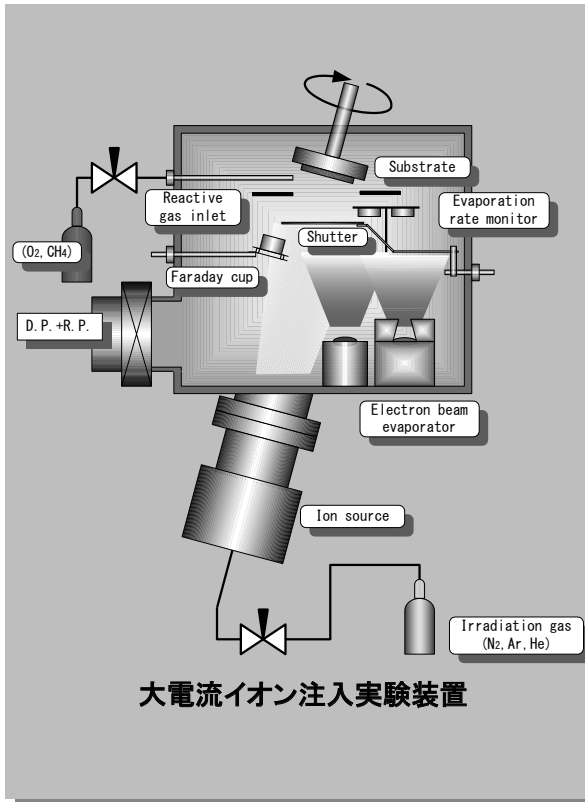 Substrate
Reactive
gas inlet
Evaporation
rate monitor
Shutter
(O₂, CH₄)
Faraday cup
D.P.+R.P.
Electron beam
evaporator
Ion source
Irradiation gas
(N₂, Ar, He)
大電流イオン注入実験装置